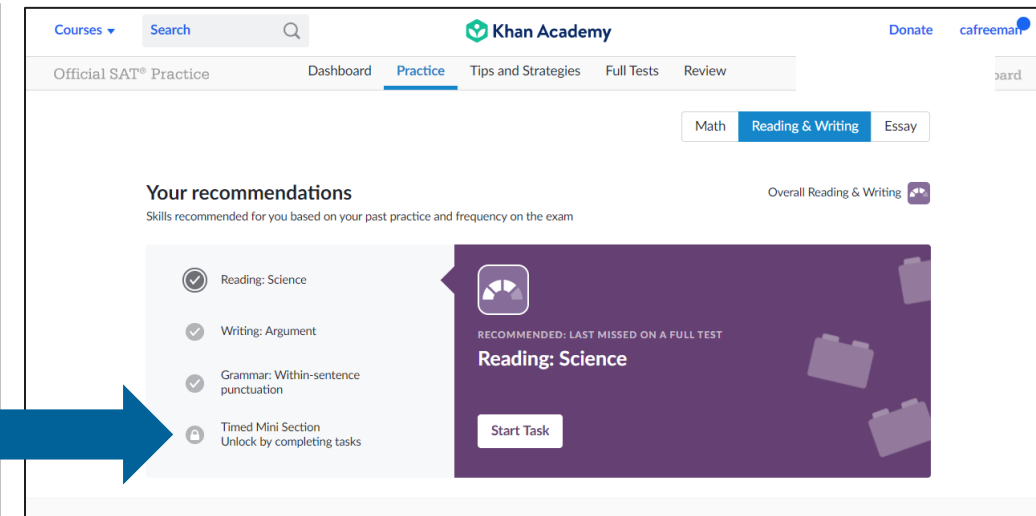 Courses Search Khan Academy Donate cafreeman
Official SAT® Practice Dashboard Practice Tips and Strategies Full Tests Review
Math Reading & Writing Essay
Your recommendations
Overall Reading & Writing
Skills recommended for you based on your past practice and frequency on the exam
Reading: Science
Writing: Argument
Grammar: Within-sentence
punctuation
Timed Mini Section
Unlock by completing tasks
RECOMMENDED: LAST MISSED ON A FULL TEST
Reading: Science
Start Task